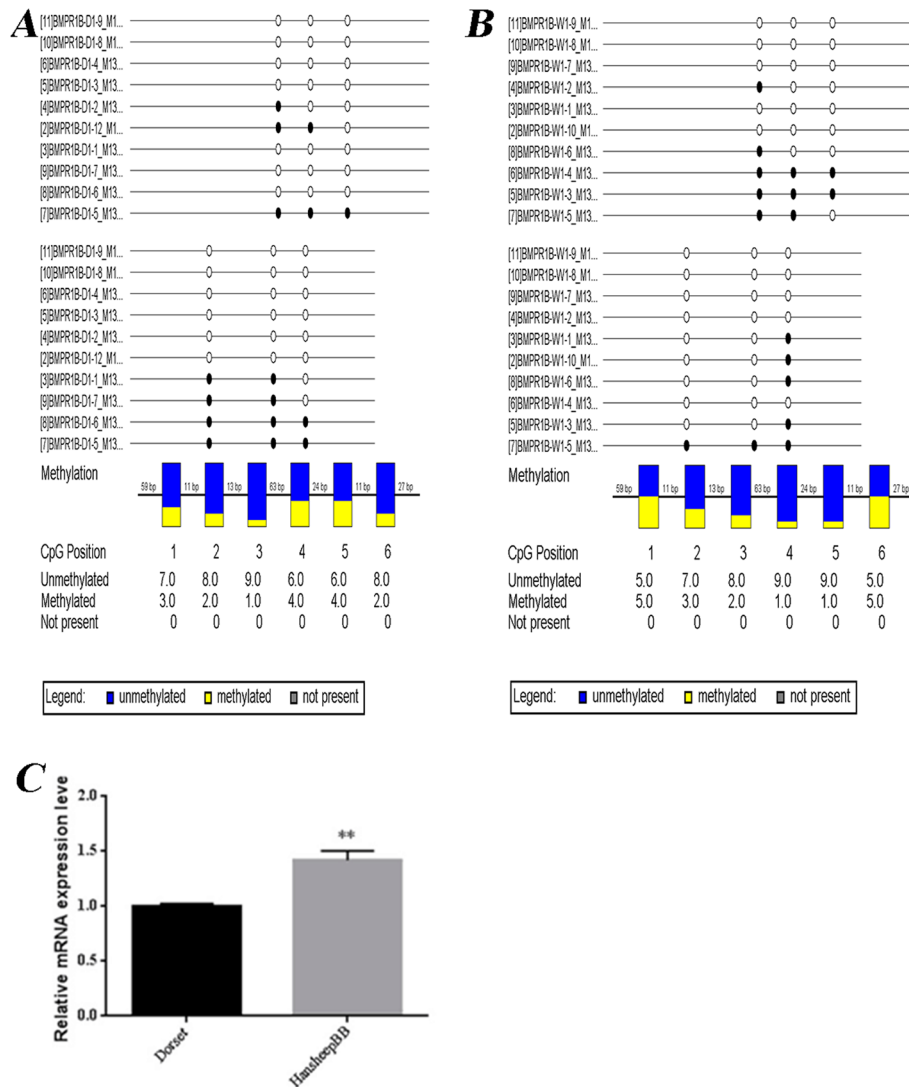 A
[11]BMPR1B-D1-9_M1...
[10]BMPR1B-D1-8_M1...
[6]BMPR1B-D1-4_M13...
[5]BMPR1B-D1-3_M13...
[4]BMPR1B-D1-2_M13...
[2]BMPR1B-D1-12_M1...
[3]BMPR1B-D1-1_M13...
[9]BMPR1B-D1-7_M13...
[8]BMPR1B-D1-6_M13...
[7]BMPR1B-D1-5_M13...
[11]BMPR1B-D1-9_M1...
[10]BMPR1B-D1-8_M1...
[6]BMPR1B-D1-4_M13...
[5]BMPR1B-D1-3_M13...
[4]BMPR1B-D1-2_M13...
[2]BMPR1B-D1-12_M1...
[3]BMPR1B-D1-1_M13...
[9]BMPR1B-D1-7_M13...
[8]BMPR1B-D1-6_M13...
[7]BMPR1B-D1-5_M13...
Methylation
59 bp 11 bp 13 bp 63 bp 24 bp 11 bp 27 bp
CpG Position 1 2 3 4 5 6
Unmethylated 7.0 8.0 9.0 6.0 6.0 8.0
Methylated 3.0 2.0 1.0 4.0 4.0 2.0
Not present 0 0 0 0 0 0
Legend: unmethylated methylated not present
B
[11]BMPR1B-W1-9_M1...
[10]BMPR1B-W1-8_M1...
[9]BMPR1B-W1-7_M13...
[4]BMPR1B-W1-2_M13...
[3]BMPR1B-W1-1_M13...
[2]BMPR1B-W1-10_M1...
[8]BMPR1B-W1-6_M13...
[6]BMPR1B-W1-4_M13...
[5]BMPR1B-W1-3_M13...
[7]BMPR1B-W1-5_M13...
[11]BMPR1B-W1-9_M1...
[10]BMPR1B-W1-8_M1...
[9]BMPR1B-W1-7_M13...
[4]BMPR1B-W1-2_M13...
[3]BMPR1B-W1-1_M13...
[2]BMPR1B-W1-10_M1...
[8]BMPR1B-W1-6_M13...
[6]BMPR1B-W1-4_M13...
[5]BMPR1B-W1-3_M13...
[7]BMPR1B-W1-5_M13...
Methylation
59 bp 11 bp 13 bp 63 bp 24 bp 11 bp 27 bp
CpG Position 1 2 3 4 5 6
Unmethylated 5.0 7.0 8.0 9.0 9.0 5.0
Methylated 5.0 3.0 2.0 1.0 1.0 5.0
Not present 0 0 0 0 0 0
Legend: unmethylated methylated not present
C
Relative mRNA expression leve
2.0
1.5
1.0
0.5
0.0
**
Dorset
HansheepBB